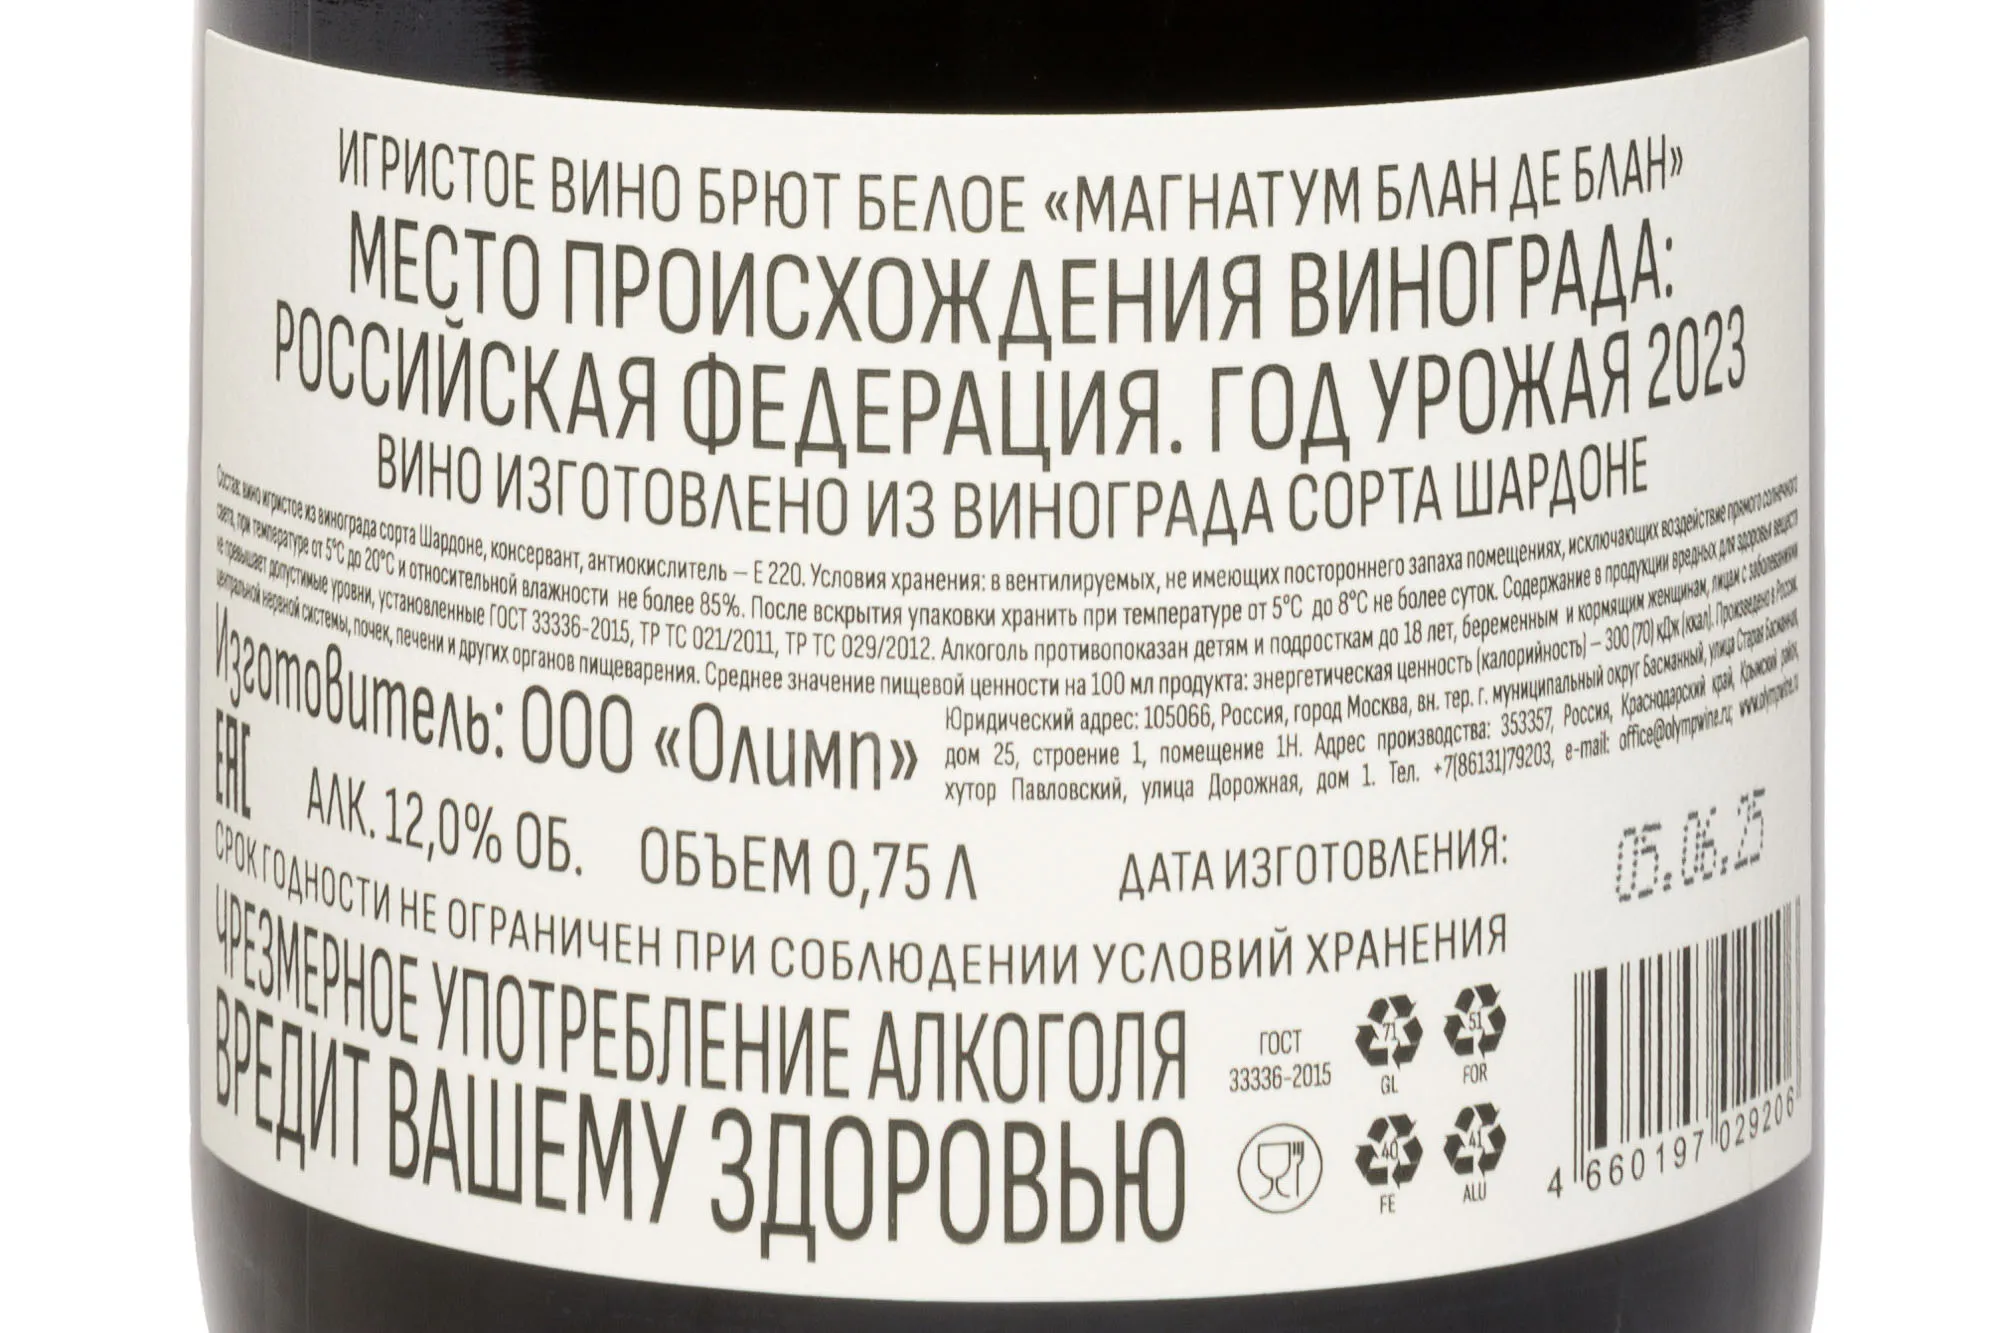 ИГРИСТОЕ ВИНО БРЮТ БЕЛОЕ «МАГНАТУМ БЛАН ДЕ БЛАН»
МЕСТО ПРОИСХОЖДЕНИЯ ВИНОГРАДА:
РОССИЙСКАЯ ФЕДЕРАЦИЯ. ГОД УРОЖАЯ 2023
ВИНО ИЗГОТОВЛЕНО ИЗ ВИНОГРАДА СОРТА ШАРДОНЕ
Состав: вино игристое из винограда сорта Шардоне, консервант, антиокислитель – Е 220. Условия хранения: в вентилируемых, не имеющих постороннего запаха помещениях, исключающих воздействие прямого солнечного
света, при температуре от 5°С до 20°С и относительной влажности не более 85%. После вскрытия упаковки хранить при температуре от 5°С до 8°С не более суток. Содержание в продукции вредных для здоровья веществ
не превышает допустимые уровни, установленные ГОСТ 33336-2015, ТР ТС 021/2011, ТР ТС 029/2012. Алкоголь противопоказан детям и подросткам до 18 лет, беременным и кормящим женщинам, лицам с заболеваниями
центральной нервной системы, почек, печени и других органов пищеварения. Среднее значение пищевой ценности на 100 мл продукта: энергетическая ценность (калорийность) – 300 (70) кДж (ккал). Произведено в России.
Изготовитель: ООО «Олимп»
Юридический адрес: 105066, Россия, город Москва, вн. тер. г. муниципальный округ Басманный, улица Старая Басманная,
дом 25, строение 1, помещение 1Н. Адрес производства: 353357, Россия, Краснодарский край, Крымский район,
хутор Павловский, улица Дорожная, дом 1. Тел. +7(86131)79203, e-mail: office@olympwine.ru; www.olympwine.ru
EAC
АЛК. 12,0% ОБ. ОБЪЕМ 0,75 Л ДАТА ИЗГОТОВЛЕНИЯ: 05.06.25
СРОК ГОДНОСТИ НЕ ОГРАНИЧЕН ПРИ СОБЛЮДЕНИИ УСЛОВИЙ ХРАНЕНИЯ
ЧРЕЗМЕРНОЕ УПОТРЕБЛЕНИЕ АЛКОГОЛЯ
ВРЕДИТ ВАШЕМУ ЗДОРОВЬЮ
ГОСТ
33336-2015
71
GL
51
FOR
40
FE
41
ALU
4 660197 029206